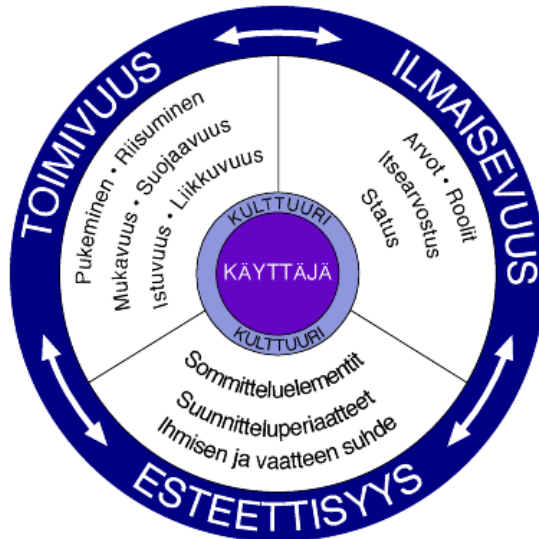 TOIMIVUUS
ILMAISEVUUS
Pukeminen • Riisuminen
Mukavuus • Suojaavuus
Istuvuus • Liikkuvuus
Arvot • Roolit
Itsearvostus
Status
KULTTUURI
KÄYTTÄJÄ
KULTTUURI
Sommitteluelementit
Suunnitteluperiaatteet
Ihmisen ja vaatteen suhde
ESTEETTISYYS